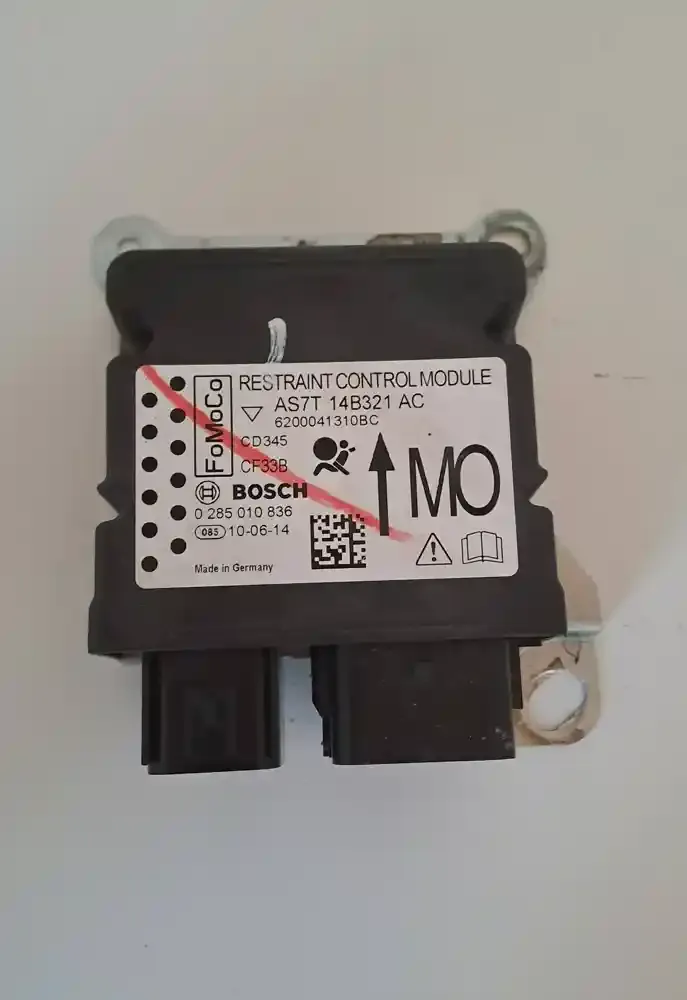 RESTRAINT CONTROL MODULE
FoMoCo
AS7T 14B321 AC
6200041310BC
CD345
CF33B
MO
BOSCH
0 285 010 836
085 10-06-14
Made in Germany